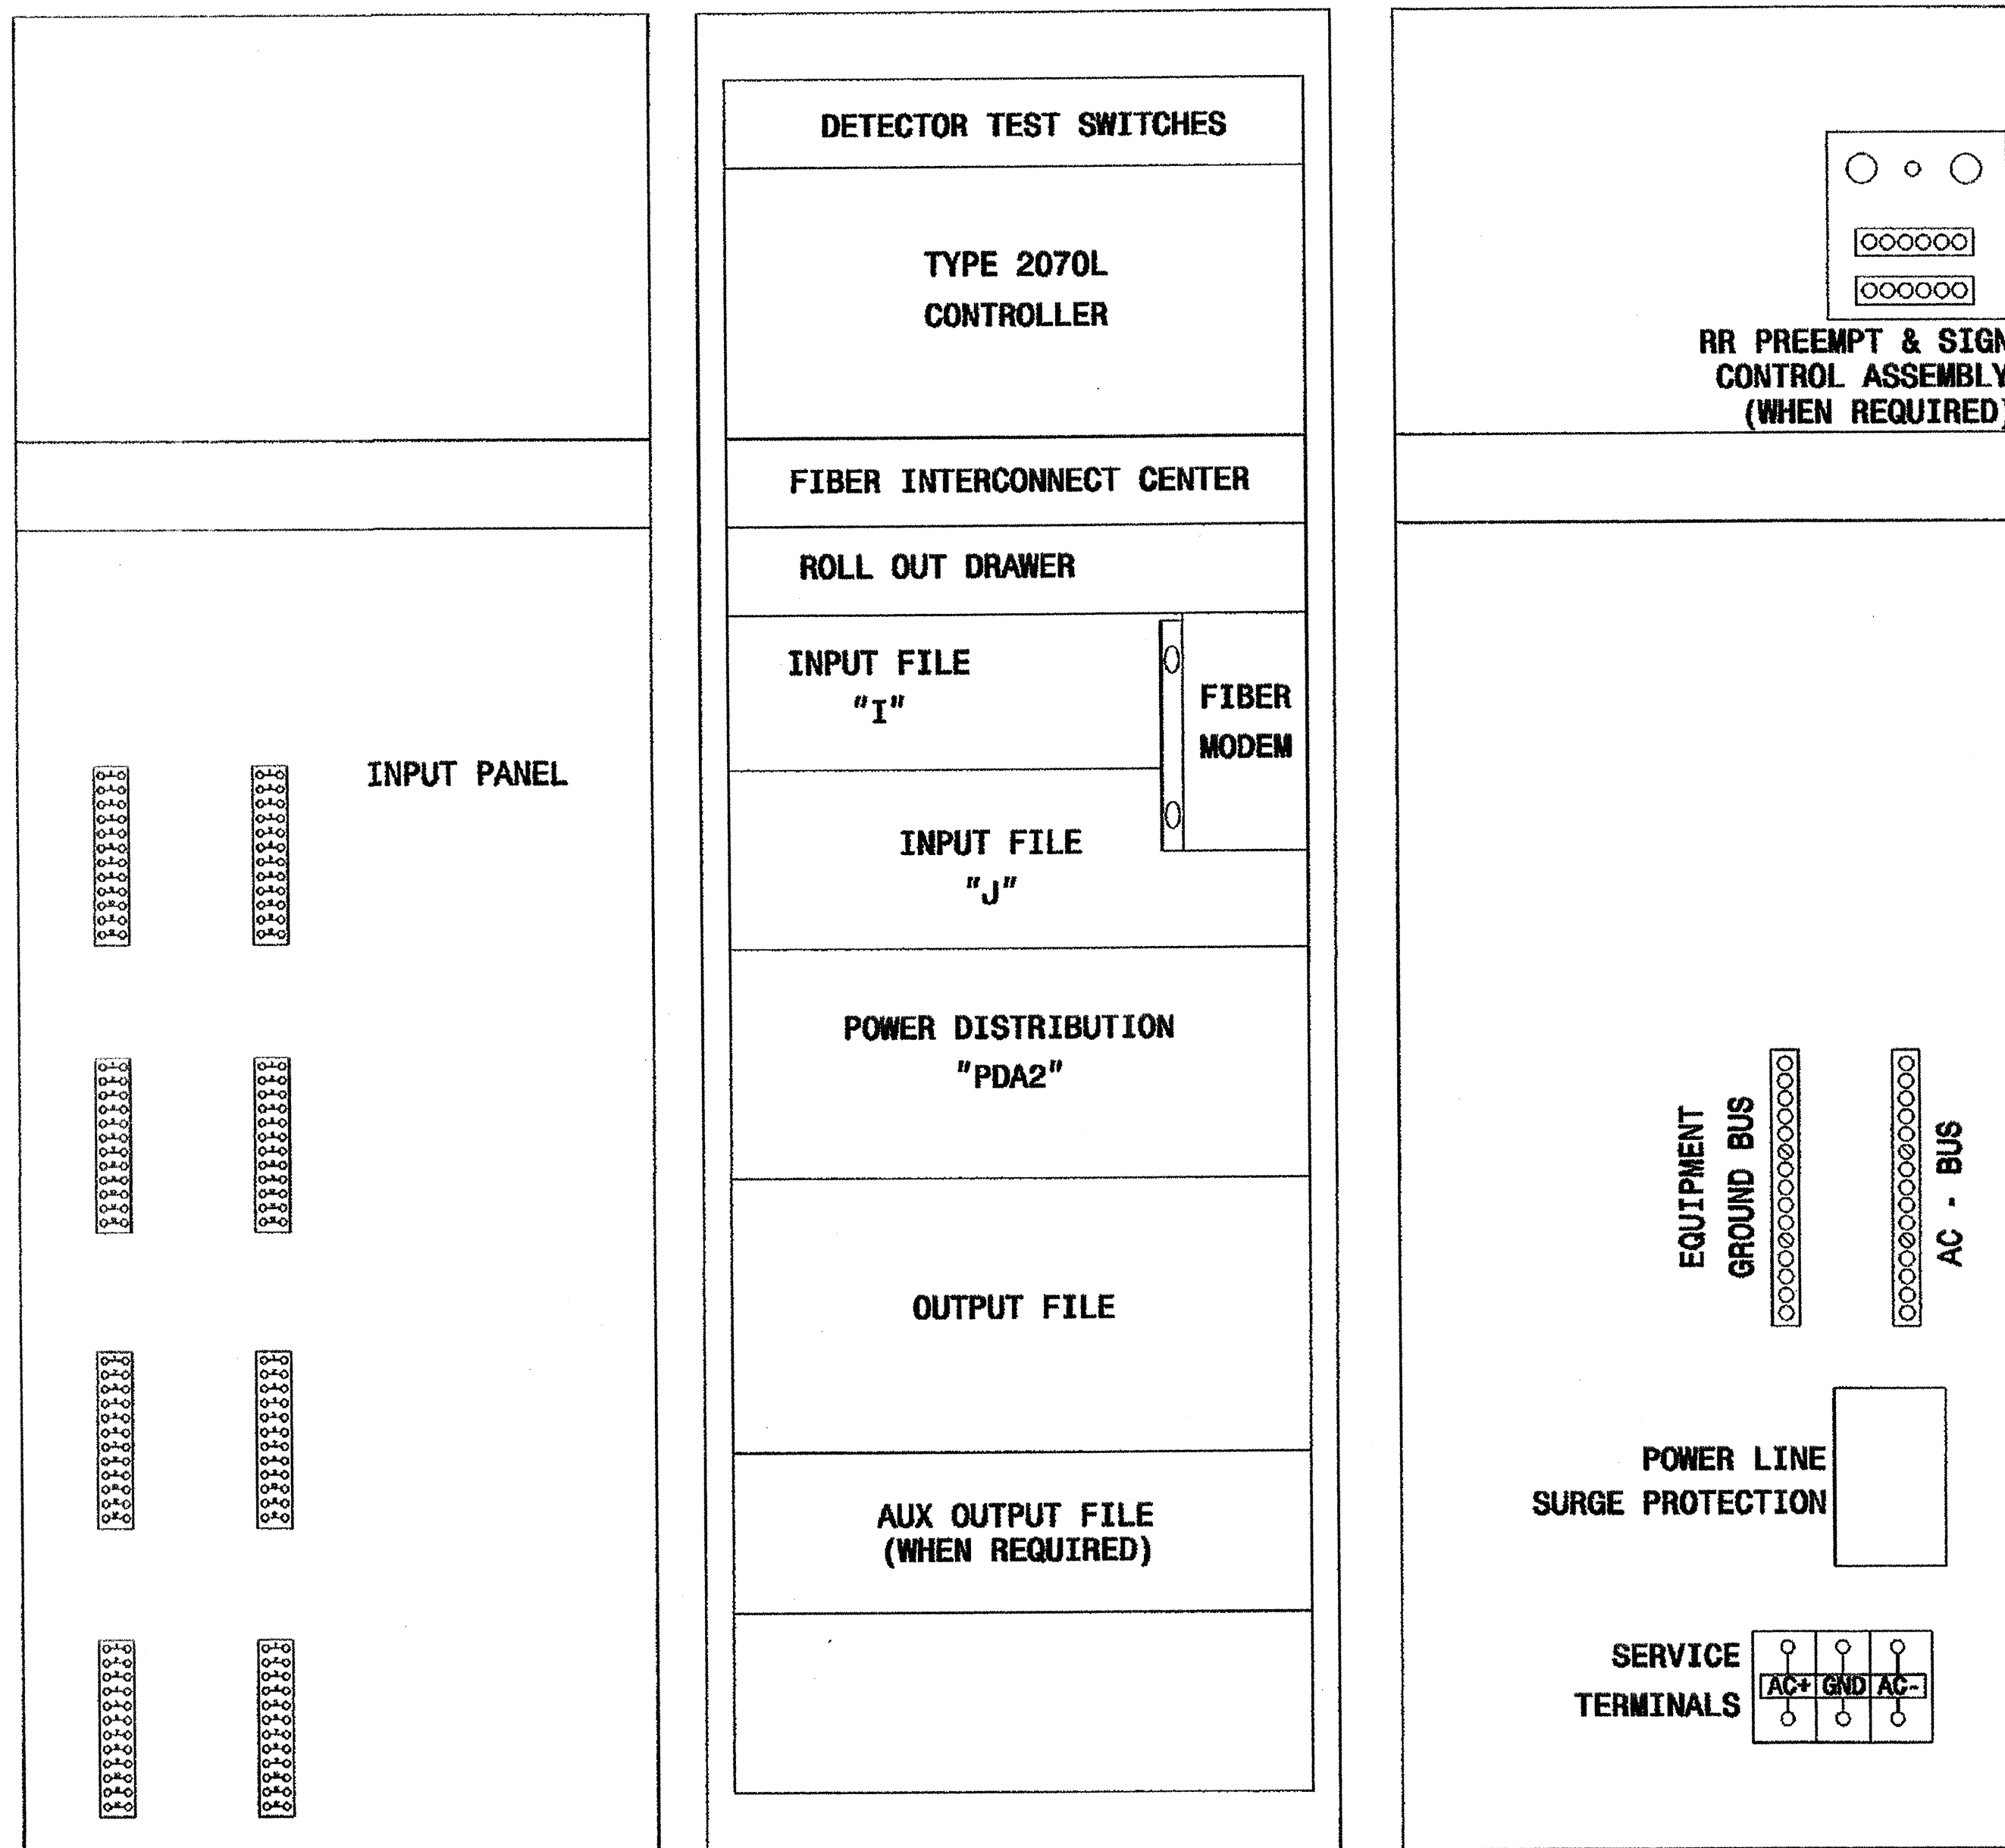 INPUT PANEL
DETECTOR TEST SWITCHES
TYPE 2070L
CONTROLLER
FIBER INTERCONNECT CENTER
ROLL OUT DRAWER
INPUT FILE
"I"
FIBER
MODEM
INPUT FILE
"J"
POWER DISTRIBUTION
"PDA2"
OUTPUT FILE
AUX OUTPUT FILE
(WHEN REQUIRED)
RR PREEMPT & SIGN
CONTROL ASSEMBLY
(WHEN REQUIRED)
EQUIPMENT
GROUND BUS
AC - BUS
POWER LINE
SURGE PROTECTION
SERVICE
TERMINALS
AC+ GND AC-